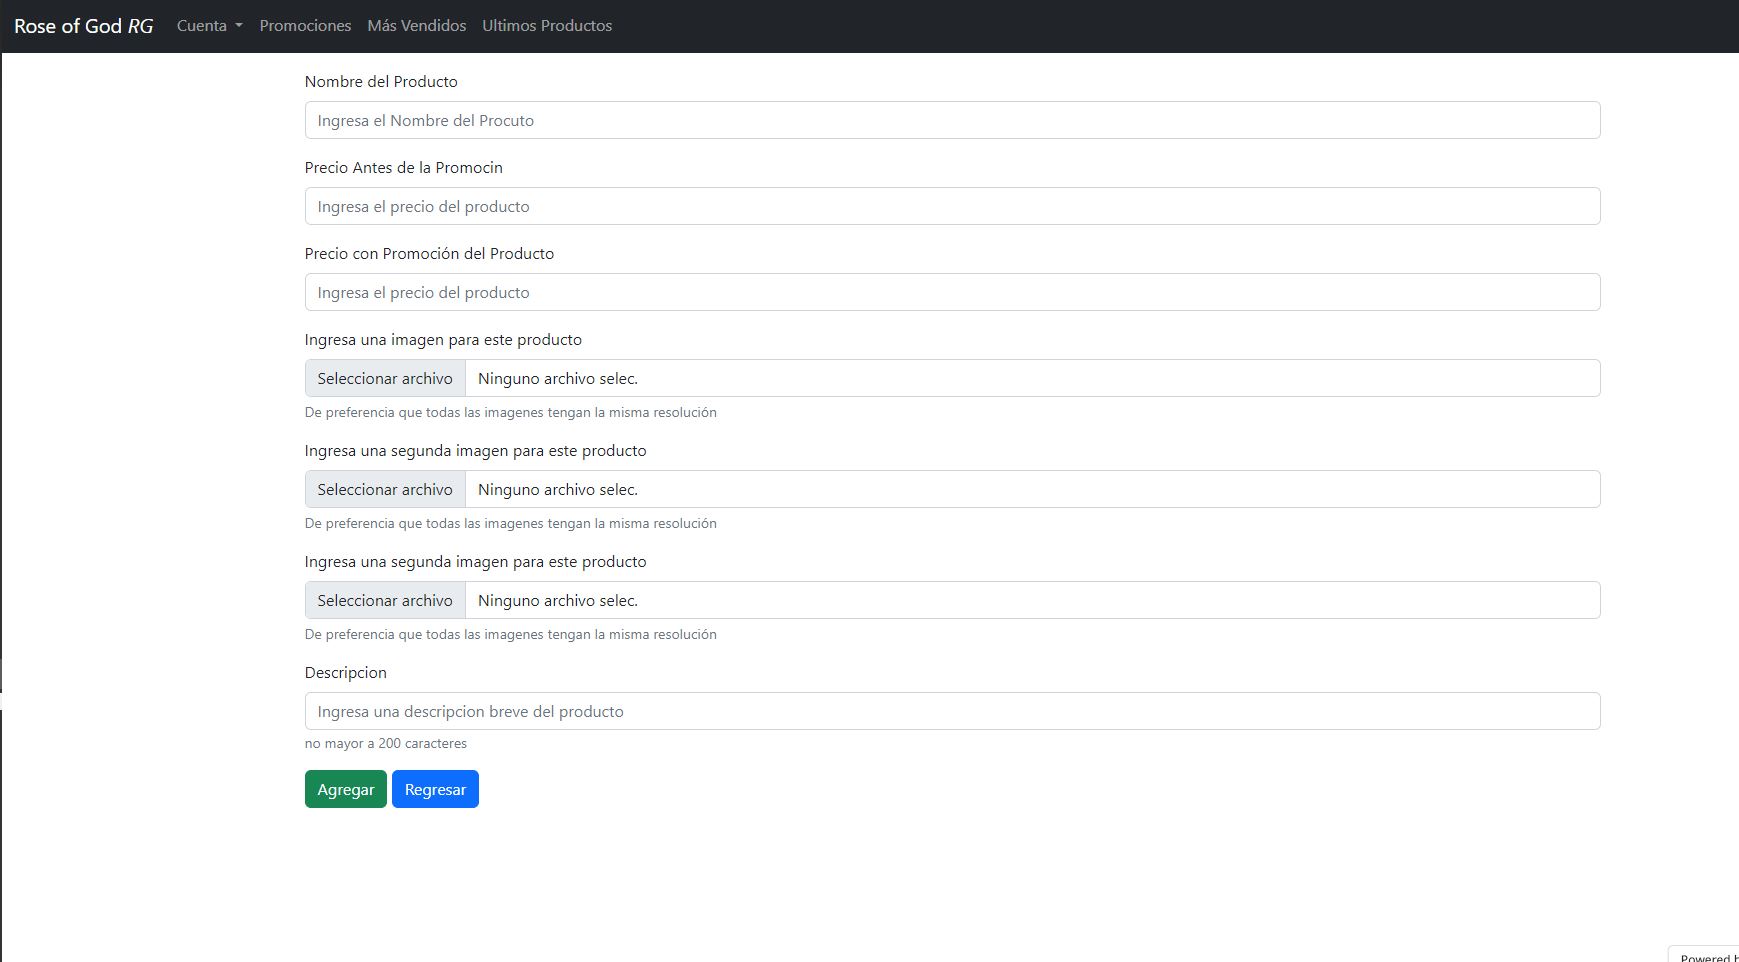 Rose of God RG Cuenta Promociones Más Vendidos Ultimos Productos
Nombre del Producto
Ingresa el Nombre del Procuto
Precio Antes de la Promocin
Ingresa el precio del producto
Precio con Promoción del Producto
Ingresa el precio del producto
Ingresa una imagen para este producto
Seleccionar archivo Ninguno archivo selec.
De preferencia que todas las imagenes tengan la misma resolución
Ingresa una segunda imagen para este producto
Seleccionar archivo Ninguno archivo selec.
De preferencia que todas las imagenes tengan la misma resolución
Ingresa una segunda imagen para este producto
Seleccionar archivo Ninguno archivo selec.
De preferencia que todas las imagenes tengan la misma resolución
Descripcion
Ingresa una descripcion breve del producto
no mayor a 200 caracteres
Agregar Regresar
Powered